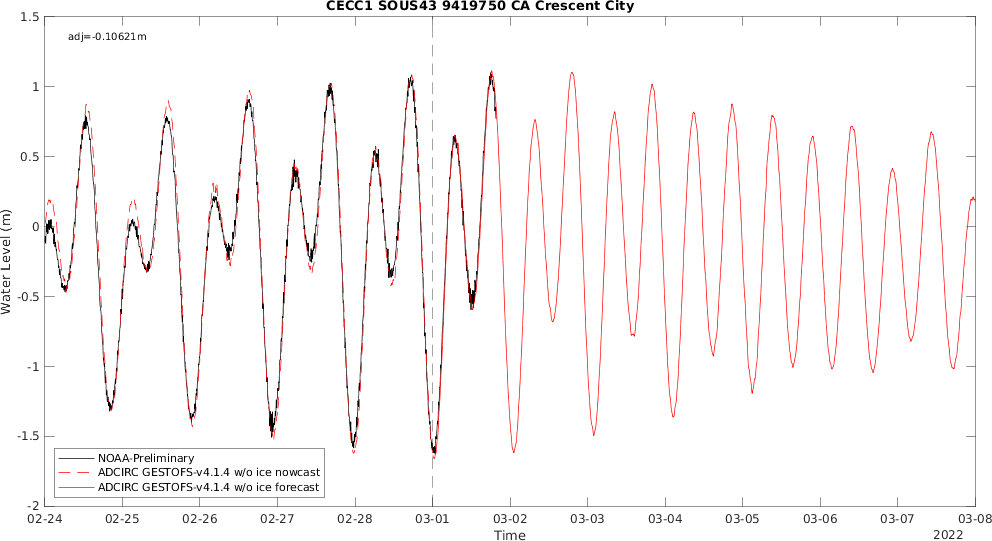 CECC1 SOUS43 9419750 CA Crescent City
adj=-0.10621m
1.5
1
0.5
0
-0.5
-1
-1.5
-2
Water Level (m)
NOAA-Preliminary
ADCIRC GESTOFS-v4.1.4 w/o ice nowcast
ADCIRC GESTOFS-v4.1.4 w/o ice forecast
02-24 02-25 02-26 02-27 02-28 03-01 03-02 03-03 03-04 03-05 03-06 03-07 03-08
Time
2022